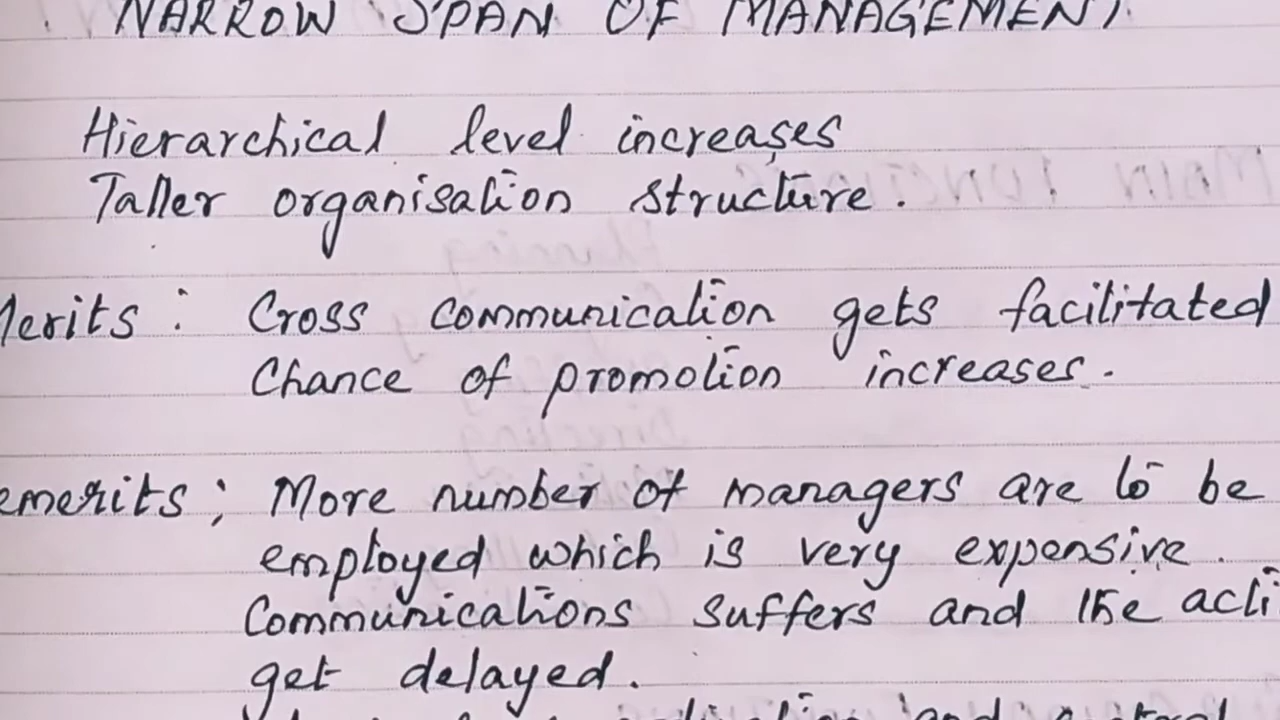 NARROW SPAN OF MANAGEMENT.
Hierarchical level increases
Taller organisation structure.
Merits: Cross communication gets facilitated
Chance of promotion increases.
emerits; More number of managers are to be
employed which is very expensive.
Communications suffers and the acti
get delayed.
and